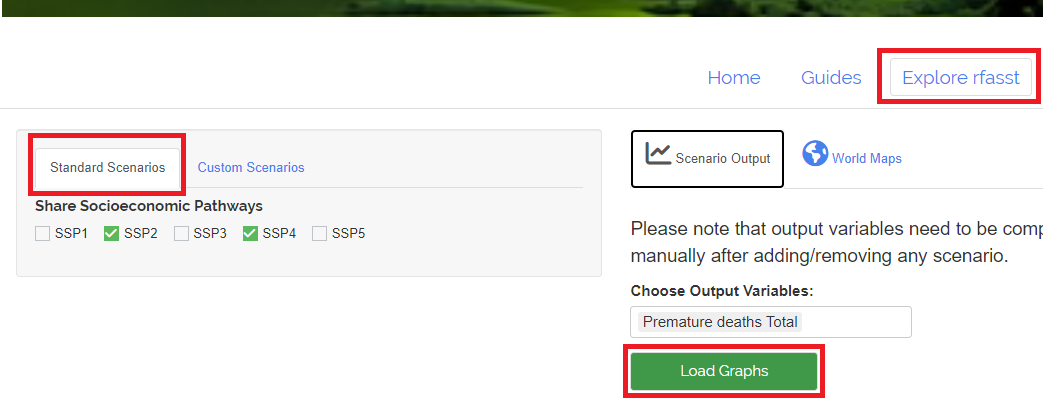 Home Guides Explore rfasst
Standard Scenarios Custom Scenarios
Share Socioeconomic Pathways
SSP1 SSP2 SSP3 SSP4 SSP5
Scenario Output World Maps
Please note that output variables need to be comp
manually after adding/removing any scenario.
Choose Output Variables:
Premature deaths Total
Load Graphs